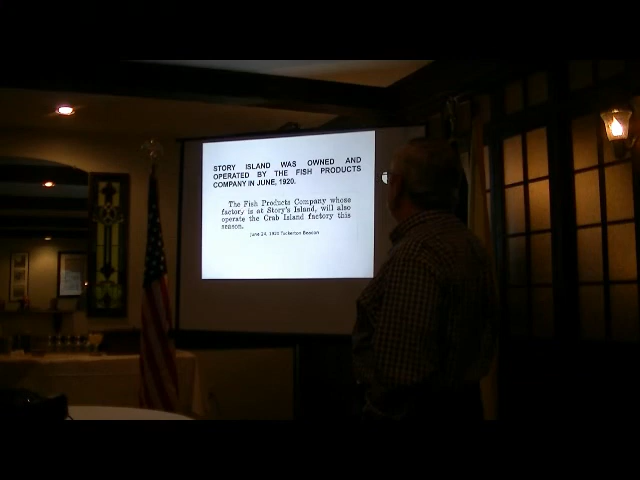 STORY ISLAND WAS OWNED AND
OPERATED BY THE FISH PRODUCTS
COMPANY IN JUNE, 1920.
The Fish Products Company whose
factory is at Story's Island, will also
operate the Crab Island factory this
season.
June 24, 1920 Tuckerton Beacon